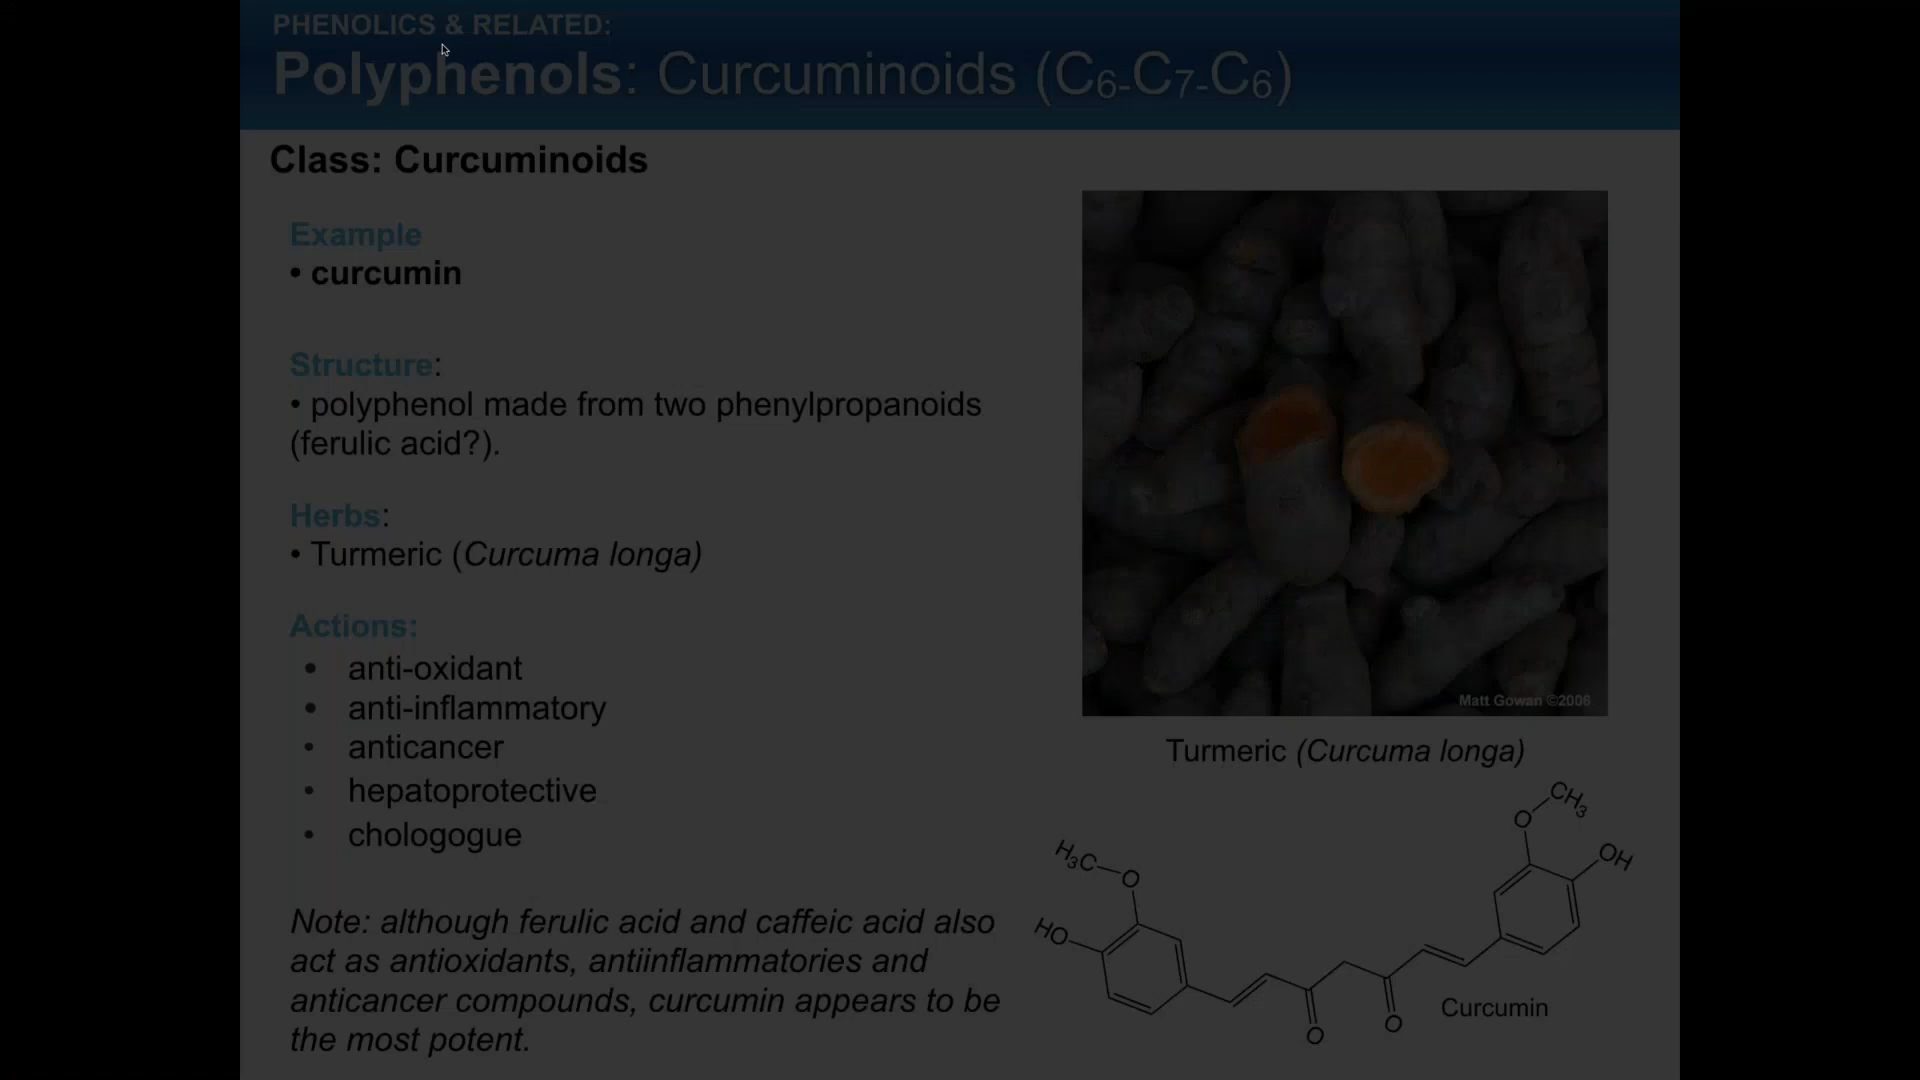 PHENOLICS & RELATED:
Polyphenols: Curcuminoids (C6-C7-C6)
Class: Curcuminoids
Example
• curcumin
Structure:
• polyphenol made from two phenylpropanoids
(ferulic acid?).
Herbs:
• Turmeric (Curcuma longa)
Actions:
• anti-oxidant
• anti-inflammatory
• anticancer
• hepatoprotective
• chologogue
Note: although ferulic acid and caffeic acid also
act as antioxidants, antiinflammatories and
anticancer compounds, curcumin appears to be
the most potent.
Matt Gowan ©2006
Turmeric (Curcuma longa)
CH3
O
OH
H3C
O
HO
O
O
Curcumin